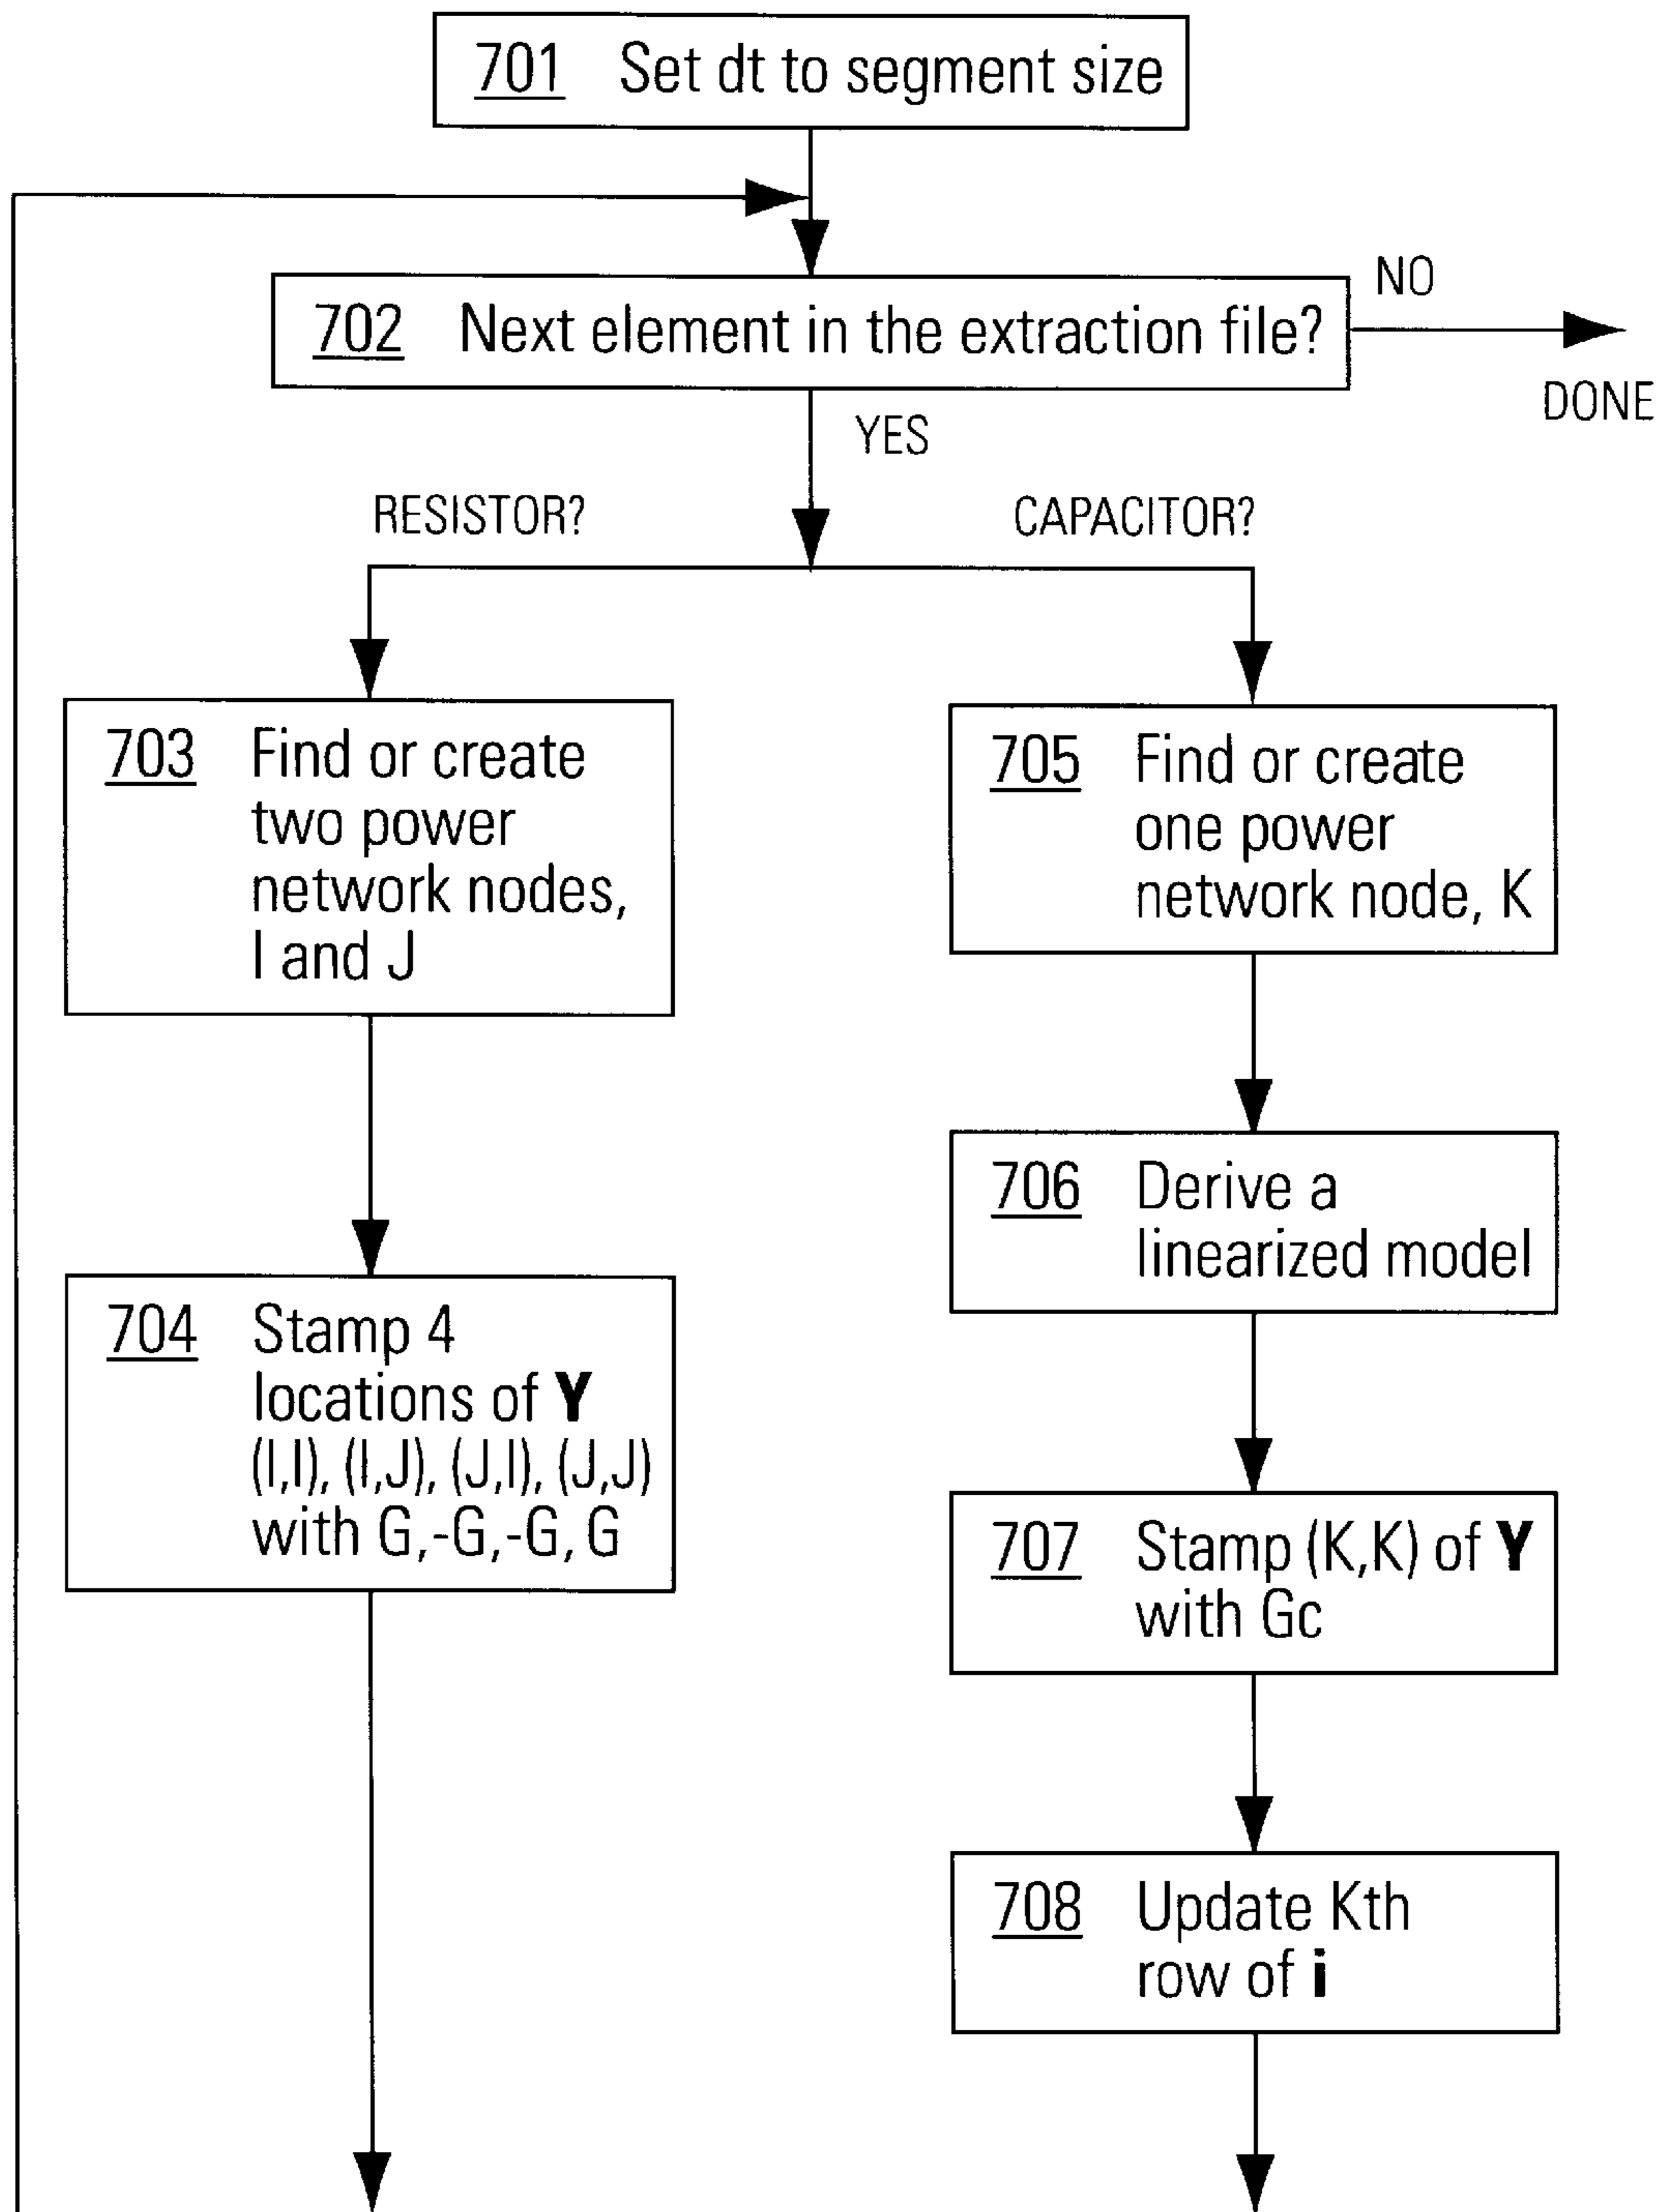 701 Set dt to segment size
702 Next element in the extraction file?
NO
DONE
YES
RESISTOR?
CAPACITOR?
703 Find or create
two power
network nodes,
I and J
704 Stamp 4
locations of Y
(I,I), (I,J), (J,I), (J,J)
with G,-G,-G, G
705 Find or create
one power
network node, K
706 Derive a
linearized model
707 Stamp (K,K) of Y
with Gc
708 Update Kth
row of i